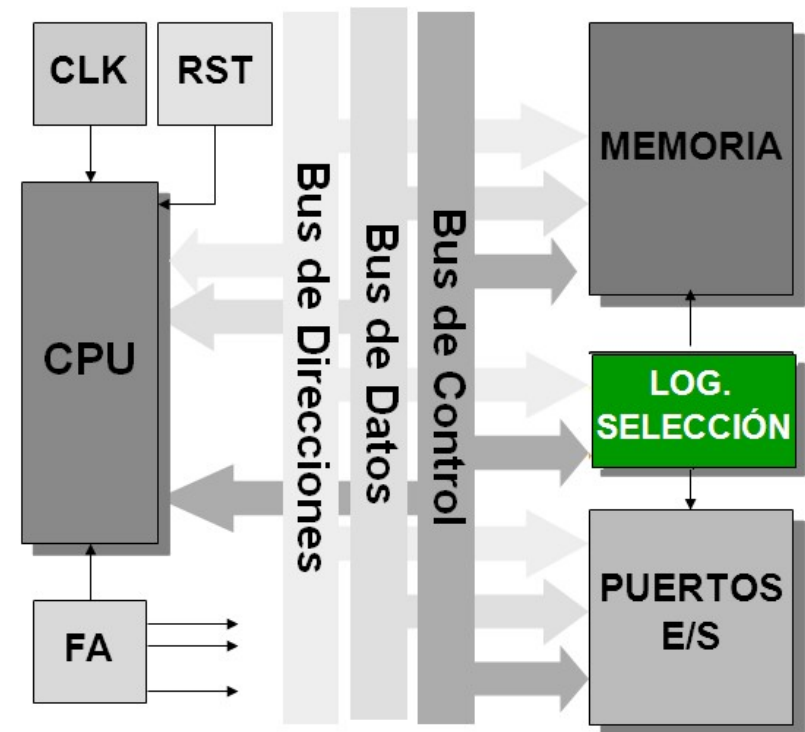 CLK
RST
MEMORIA
Bus de Direcciones
Bus de Datos
Bus de Control
CPU
LOG.
SELECCIÓN
PUERTOS
E/S
FA